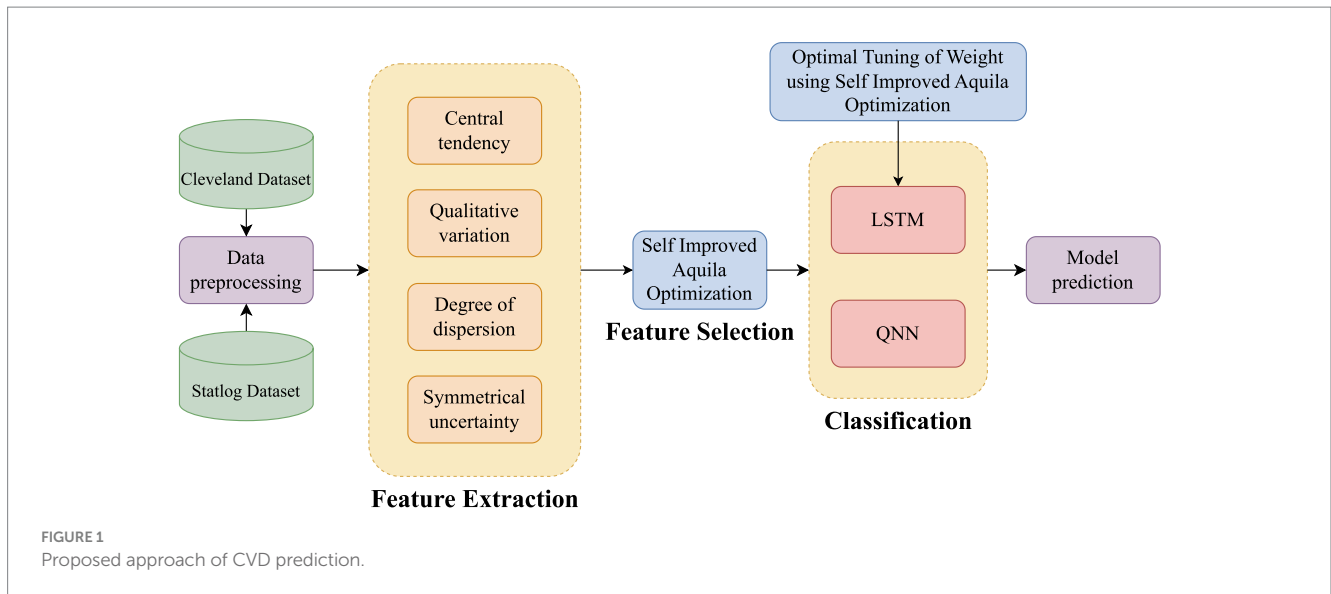 Cleveland Dataset
Data
preprocessing
Statlog Dataset
Central
tendency
Qualitative
variation
Degree of
dispersion
Symmetrical
uncertainty
Feature Extraction
Self Improved
Aquila
Optimization
Feature Selection
Optimal Tuning of Weight
using Self Improved Aquila
Optimization
LSTM
QNN
Classification
Model
prediction
FIGURE 1
Proposed approach of CVD prediction.